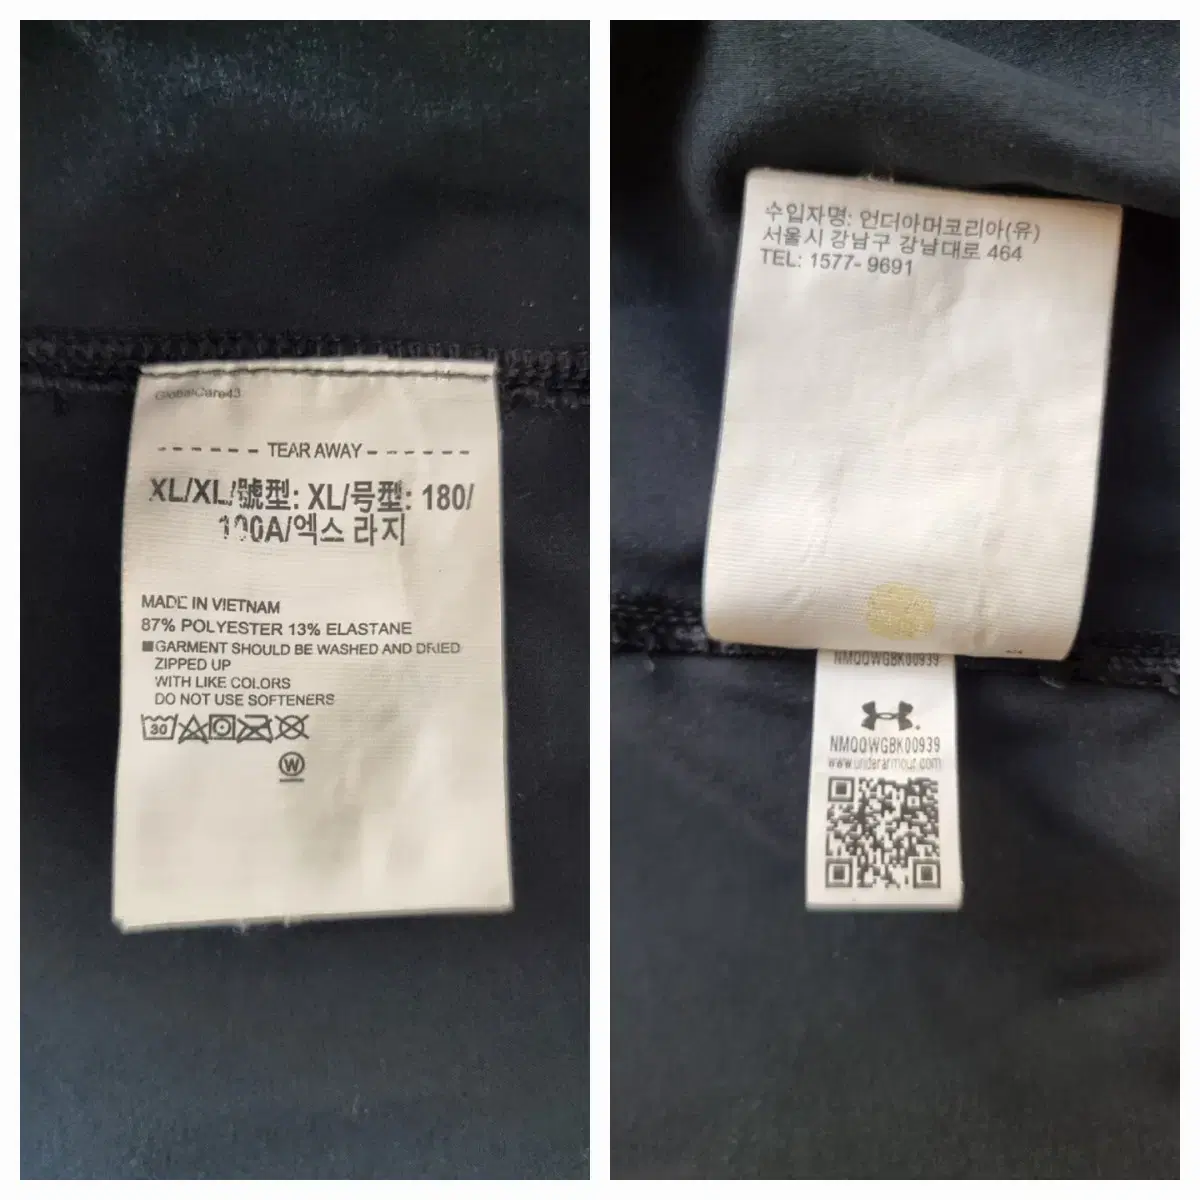 GlobalCare43
------ TEAR AWAY ------
XL/XL/號型: XL/号型: 180/
100A/엑스 라지
MADE IN VIETNAM
87% POLYESTER 13% ELASTANE
■GARMENT SHOULD BE WASHED AND DRIED
ZIPPED UP
WITH LIKE COLORS
DO NOT USE SOFTENERS
30
W
수입자명: 언더아머코리아(유)
서울시 강남구 강남대로 464
TEL: 1577- 9691
NMQQWGBK00939
NMQQWGBK00939
www.underarmour.com